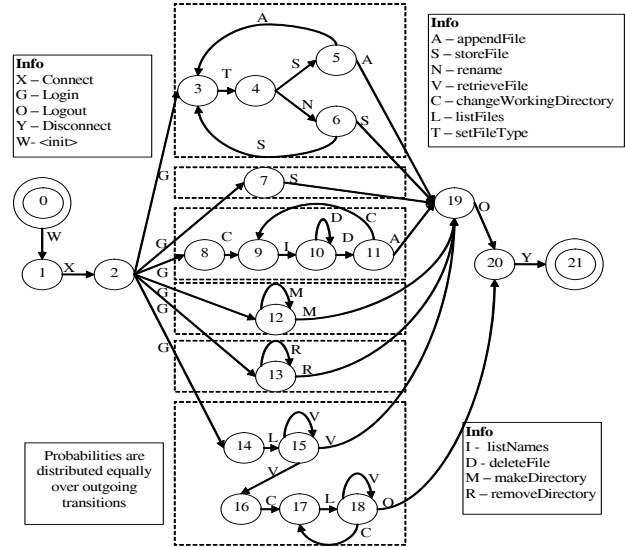 Info
X – Connect
G – Login
O – Logout
Y – Disconnect
W- <init>
Info
A – appendFile
S – storeFile
N – rename
V – retrieveFile
C – changeWorkingDirectory
L – listFiles
T – setFileType
A
3
T
4
S
5
A
N
6
S
S
G
7
S
19
O
0
W
1
X
2
G
8
C
9
I
10
D
D
11
C
A
20
Y
21
G
G
12
M
M
G
13
R
R
G
14
L
15
V
V
V
16
C
17
L
18
V
O
C
Probabilities are
distributed equally
over outgoing
transitions
Info
I - listNames
D - deleteFile
M – makeDirectory
R – removeDirectory